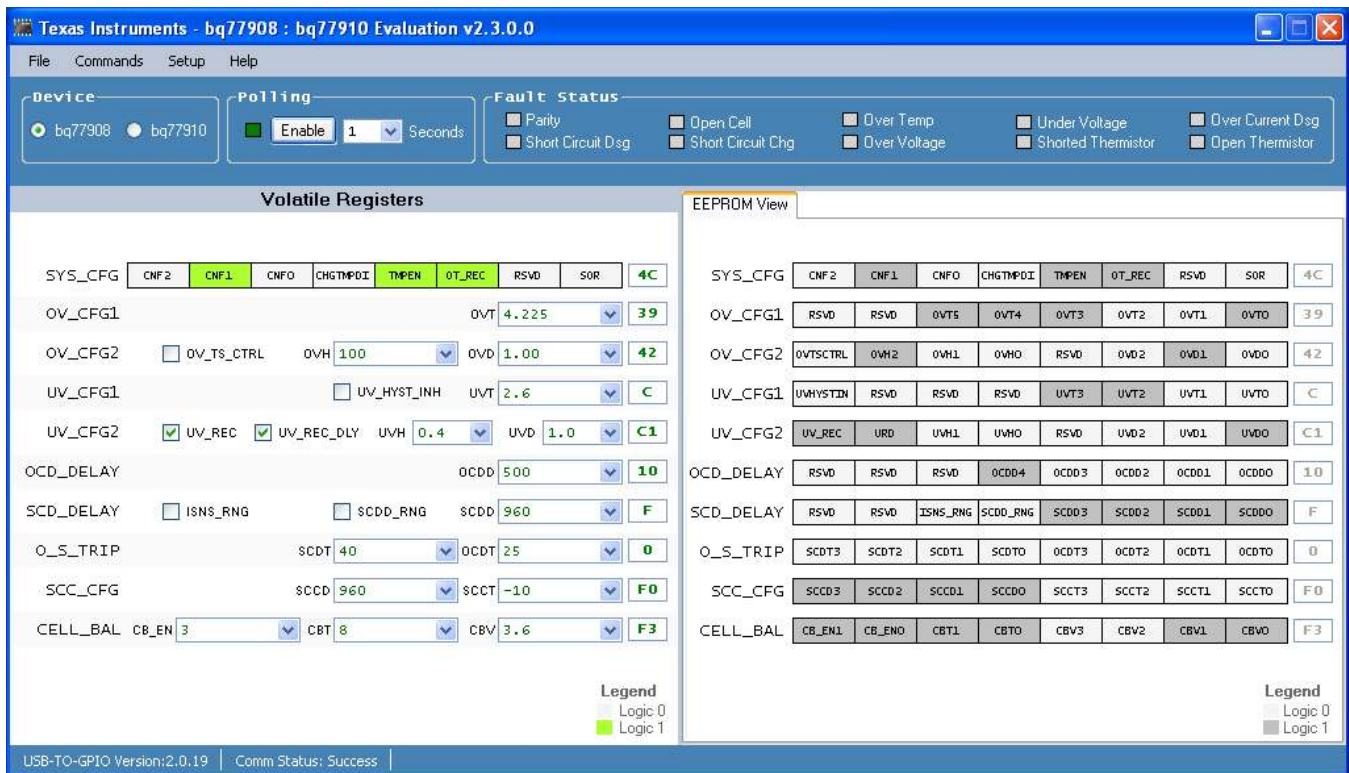 Texas Instruments - bq77908 : bq77910 Evaluation v2.3.0.0
File Commands Setup Help
Device Polling Fault Status
bq77908 bq77910 Enable 1 Seconds Parity Open Cell Over Temp Under Voltage Over Current Dsg
Short Circuit Dsg Short Circuit Chg Over Voltage Shorted Thermistor Open Thermistor
Volatile Registers
SYS_CFG CNF2 CNF1 CNF0 CHGTMPDI TMPEN OT_REC RSVD SOR 4C
OV_CFG1 OVT 4.225 39
OV_CFG2 OV_TS_CTRL OVH 100 OVD 1.00 42
UV_CFG1 UV_HYST_INH UVT 2.6 C
UV_CFG2 UV_REC UV_REC_DLY UVH 0.4 UVD 1.0 C1
OCD_DELAY OCDD 500 10
SCD_DELAY ISNS_RNG SCDD_RNG SCDD 960 F
O_S_TRIP SCDT 40 OCDT 25 0
SCC_CFG SCCD 960 SCCT -10 F0
CELL_BAL CB_EN 3 CBT 8 CBV 3.6 F3
Legend
Logic 0
Logic 1
EEPROM View
SYS_CFG CNF2 CNF1 CNF0 CHGTMPDI TMPEN OT_REC RSVD SOR 4C
OV_CFG1 RSVD RSVD OVT5 OVT4 OVT3 OVT2 OVT1 OVT0 39
OV_CFG2 OVTSCTRL OVH2 OVH1 OVH0 RSVD OVD2 OVD1 OVD0 42
UV_CFG1 UVHYSTIN RSVD RSVD RSVD UVT3 UVT2 UVT1 UVT0 C
UV_CFG2 UV_REC URD UVH1 UVH0 RSVD UVD2 UVD1 UVD0 C1
OCD_DELAY RSVD RSVD RSVD OCDD4 OCDD3 OCDD2 OCDD1 OCDD0 10
SCD_DELAY RSVD RSVD ISNS_RNG SCDD_RNG SCDD3 SCDD2 SCDD1 SCDD0 F
O_S_TRIP SCDT3 SCDT2 SCDT1 SCDT0 OCDT3 OCDT2 OCDT1 OCDT0 0
SCC_CFG SCCD3 SCCD2 SCCD1 SCCD0 SCCT3 SCCT2 SCCT1 SCCT0 F0
CELL_BAL CB_EN1 CB_EN0 CBT1 CBT0 CBV3 CBV2 CBV1 CBV0 F3
Legend
Logic 0
Logic 1
USB-TO-GPIO Version:2.0.19 Comm Status: Success